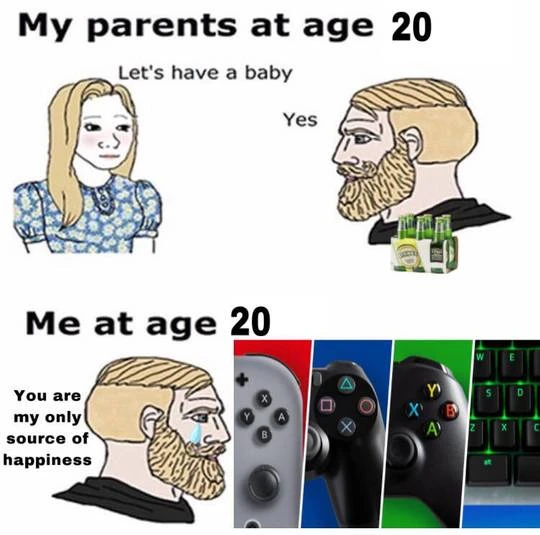 My parents at age 20
Let's have a baby
Yes
Me at age 20
You are
my only
source of
happiness
X
Y A
B
Y
X B
A
W E
S D
Z X C
alt